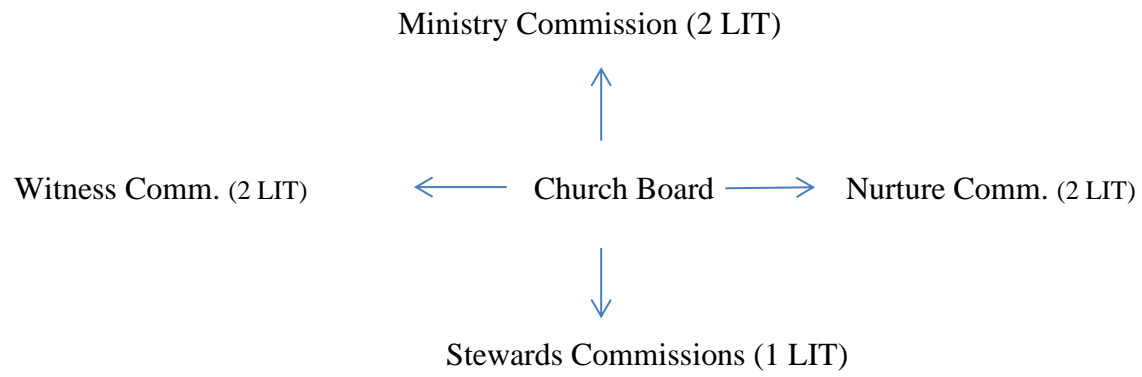 Ministry Commission (2 LIT)
Witness Comm. (2 LIT) Church Board Nurture Comm. (2 LIT)
Stewards Commissions (1 LIT)